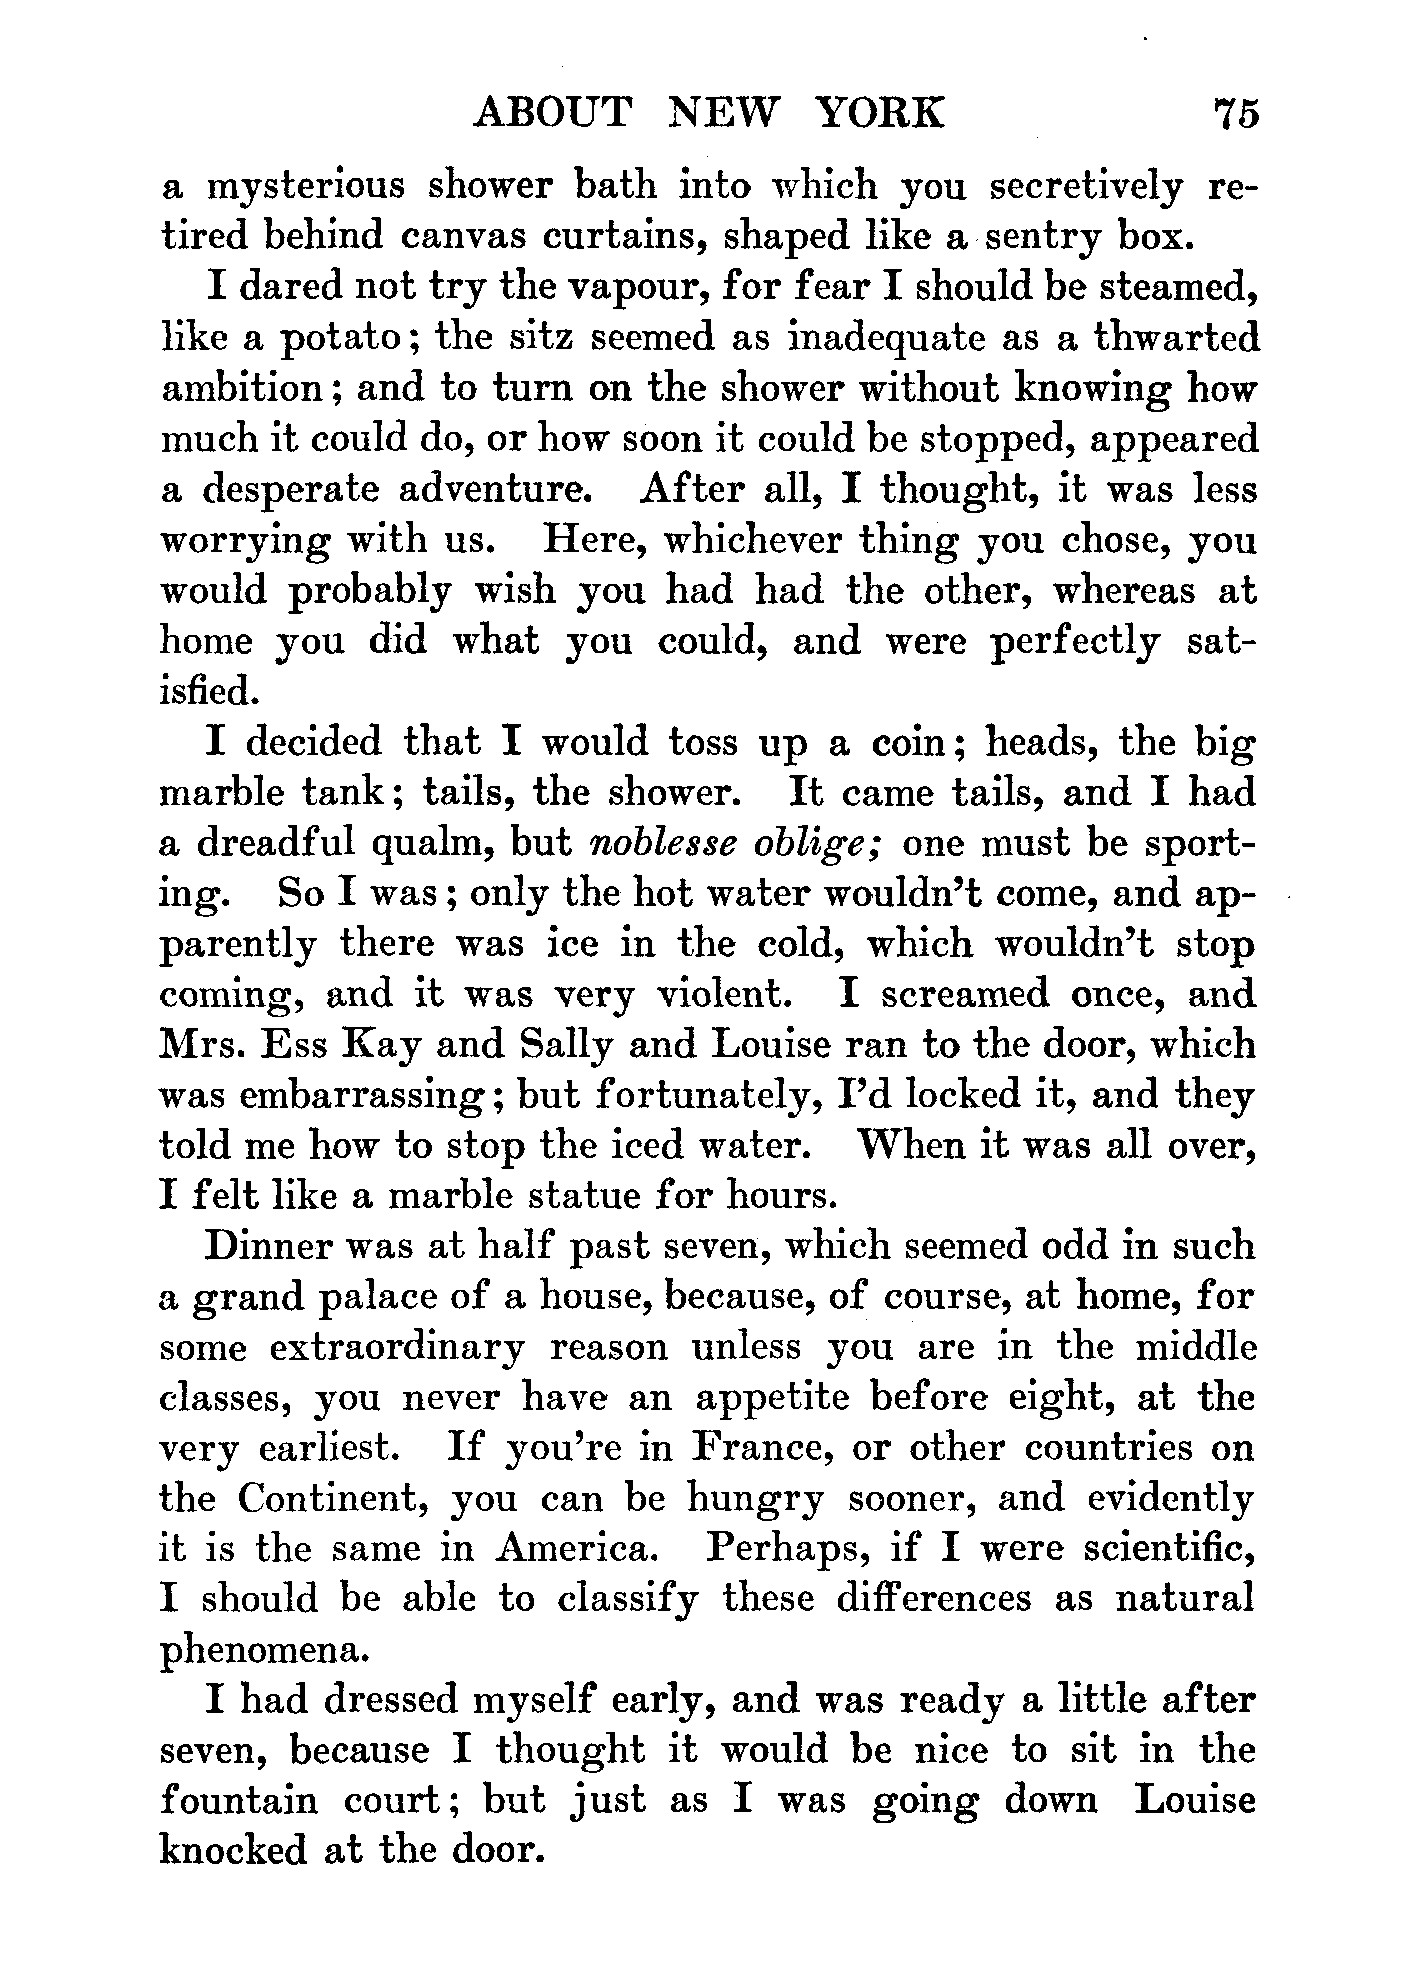 ABOUT NEW YORK 75
a mysterious shower bath into which you secretively re-
tired behind canvas curtains, shaped like a sentry box.
I dared not try the vapour, for fear I should be steamed,
like a potato; the sitz seemed as inadequate as a thwarted
ambition; and to turn on the shower without knowing how
much it could do, or how soon it could be stopped, appeared
a desperate adventure. After all, I thought, it was less
worrying with us. Here, whichever thing you chose, you
would probably wish you had had the other, whereas at
home you did what you could, and were perfectly sat-
isfied.
I decided that I would toss up a coin; heads, the big
marble tank; tails, the shower. It came tails, and I had
a dreadful qualm, but noblesse oblige; one must be sport-
ing. So I was; only the hot water wouldn't come, and ap-
parently there was ice in the cold, which wouldn't stop
coming, and it was very violent. I screamed once, and
Mrs. Ess Kay and Sally and Louise ran to the door, which
was embarrassing; but fortunately, I'd locked it, and they
told me how to stop the iced water. When it was all over,
I felt like a marble statue for hours.
Dinner was at half past seven, which seemed odd in such
a grand palace of a house, because, of course, at home, for
some extraordinary reason unless you are in the middle
classes, you never have an appetite before eight, at the
very earliest. If you're in France, or other countries on
the Continent, you can be hungry sooner, and evidently
it is the same in America. Perhaps, if I were scientific,
I should be able to classify these differences as natural
phenomena.
I had dressed myself early, and was ready a little after
seven, because I thought it would be nice to sit in the
fountain court; but just as I was going down Louise
knocked at the door.